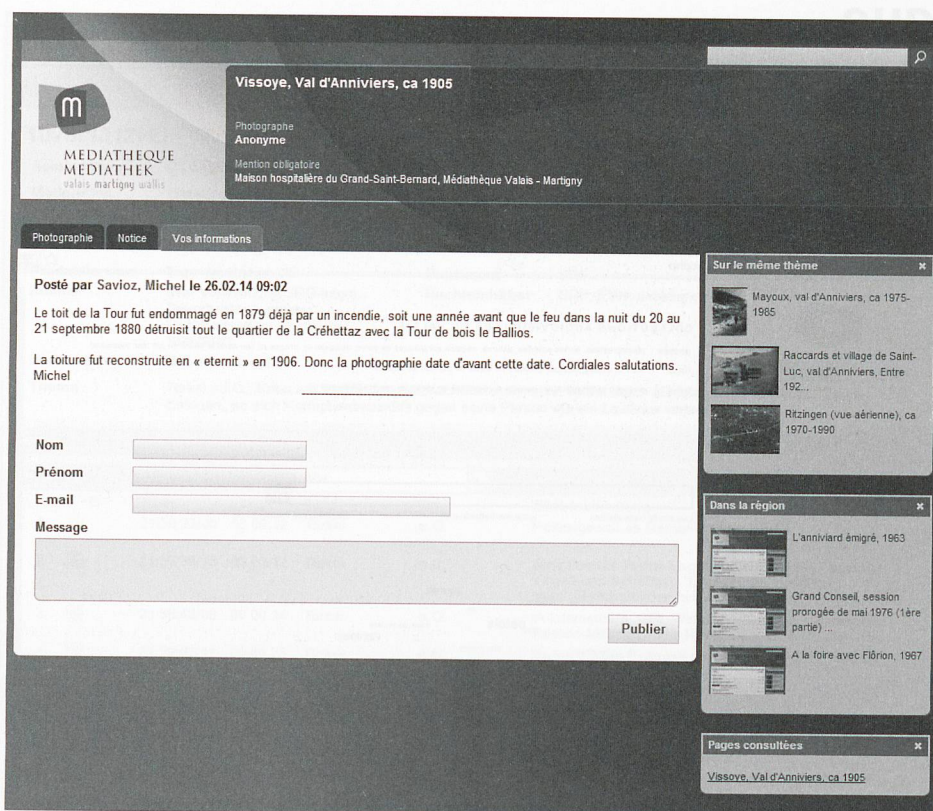 Vissoye, Val d'Anniviers, ca 1905
Photographe
Anonyme
Mention obligatoire
Maison hospitalière du Grand-Saint-Bernard, Médiathèque Valais - Martigny
m
MEDIATHEQUE
MEDIATHEK
valais martigny wallis
Photographie
Notice
Vos informations
Posté par Savioz, Michel le 26.02.14 09:02
Le toit de la Tour fut endommagé en 1879 déjà par un incendie, soit une année avant que le feu dans la nuit du 20 au
21 septembre 1880 détruisit tout le quartier de la Créhettaz avec la Tour de bois le Ballios.
La toiture fut reconstruite en « eternit » en 1906. Donc la photographie date d'avant cette date. Cordiales salutations.
Michel
Nom
Prénom
E-mail
Message
Publier
Sur le même thème
Mayoux, val d'Anniviers, ca 1975-
1985
Raccards et village de Saint-
Luc, val d'Anniviers, Entre
192...
Ritzingen (vue aérienne), ca
1970-1990
Dans la région
L'anniviard émigré, 1963
Grand Conseil, session
prorogée de mai 1976 (1ère
partie) ...
A la foire avec Flôrion, 1967
Pages consultées
Vissoye, Val d'Anniviers, ca 1905